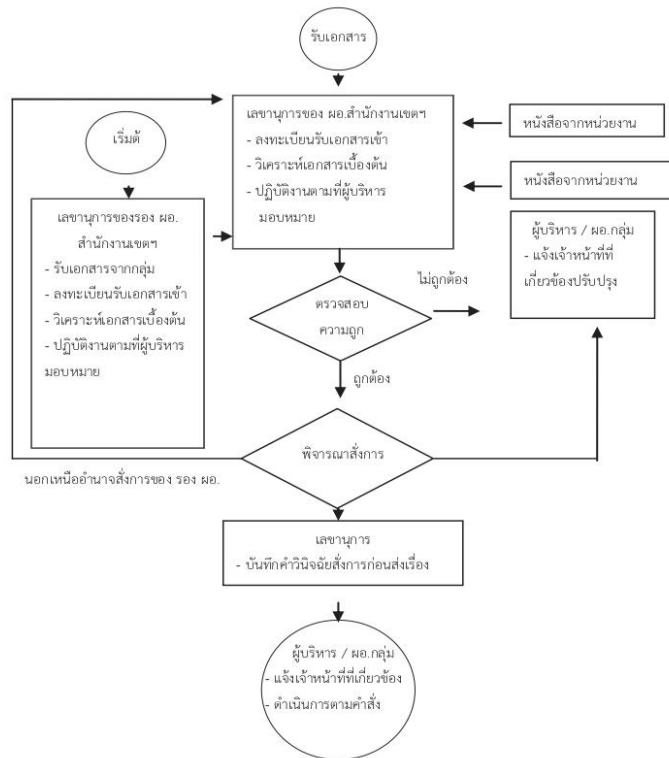 รับเอกสาร
เลขานุการของ ผอ.สำนักงานเขตฯ
- ลงทะเบียนรับเอกสารเข้า
- วิเคราะห์เอกสารเบื้องต้น
- ปฏิบัติงานตามที่ผู้บริหาร
มอบหมาย
หนังสือจากหน่วยงาน
หนังสือจากหน่วยงาน
เริ่มต้
เลขานุการของรอง ผอ.
สำนักงานเขตฯ
- รับเอกสารจากกลุ่ม
- ลงทะเบียนรับเอกสารเข้า
- วิเคราะห์เอกสารเบื้องต้น
- ปฏิบัติงานตามที่ผู้บริหาร
มอบหมาย
ผู้บริหาร / ผอ.กลุ่ม
- แจ้งเจ้าหน้าที่ที่
เกี่ยวข้องปรับปรุง
ไม่ถูกต้อง
ตรวจสอบ
ความถูก
ถูกต้อง
พิจารณาสั่งการ
นอกเหนืออำนาจสั่งการของ รอง ผอ.
เลขานุการ
- บันทึกคำวินิจฉัยสั่งการก่อนส่งเรื่อง
ผู้บริหาร / ผอ.กลุ่ม
- แจ้งเจ้าหน้าที่ที่เกี่ยวข้อง
- ดำเนินการตามคำสั่ง